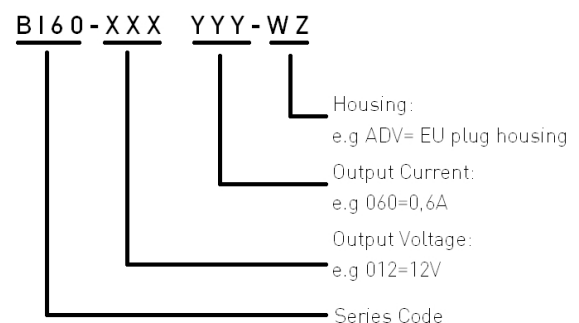 BI60-XXX YYY-WZ
Housing:
e.g ADV= EU plug housing
Output Current:
e.g 060=0,6A
Output Voltage:
e.g 012=12V
Series Code